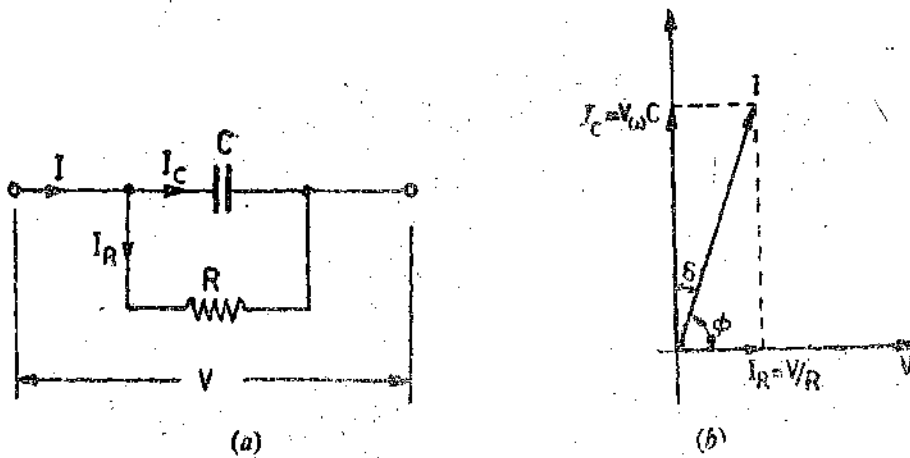 I
I_C
C
I_R
R
V
(a)
I_C = VωC
I
δ
φ
I_R = V/R
V
(b)